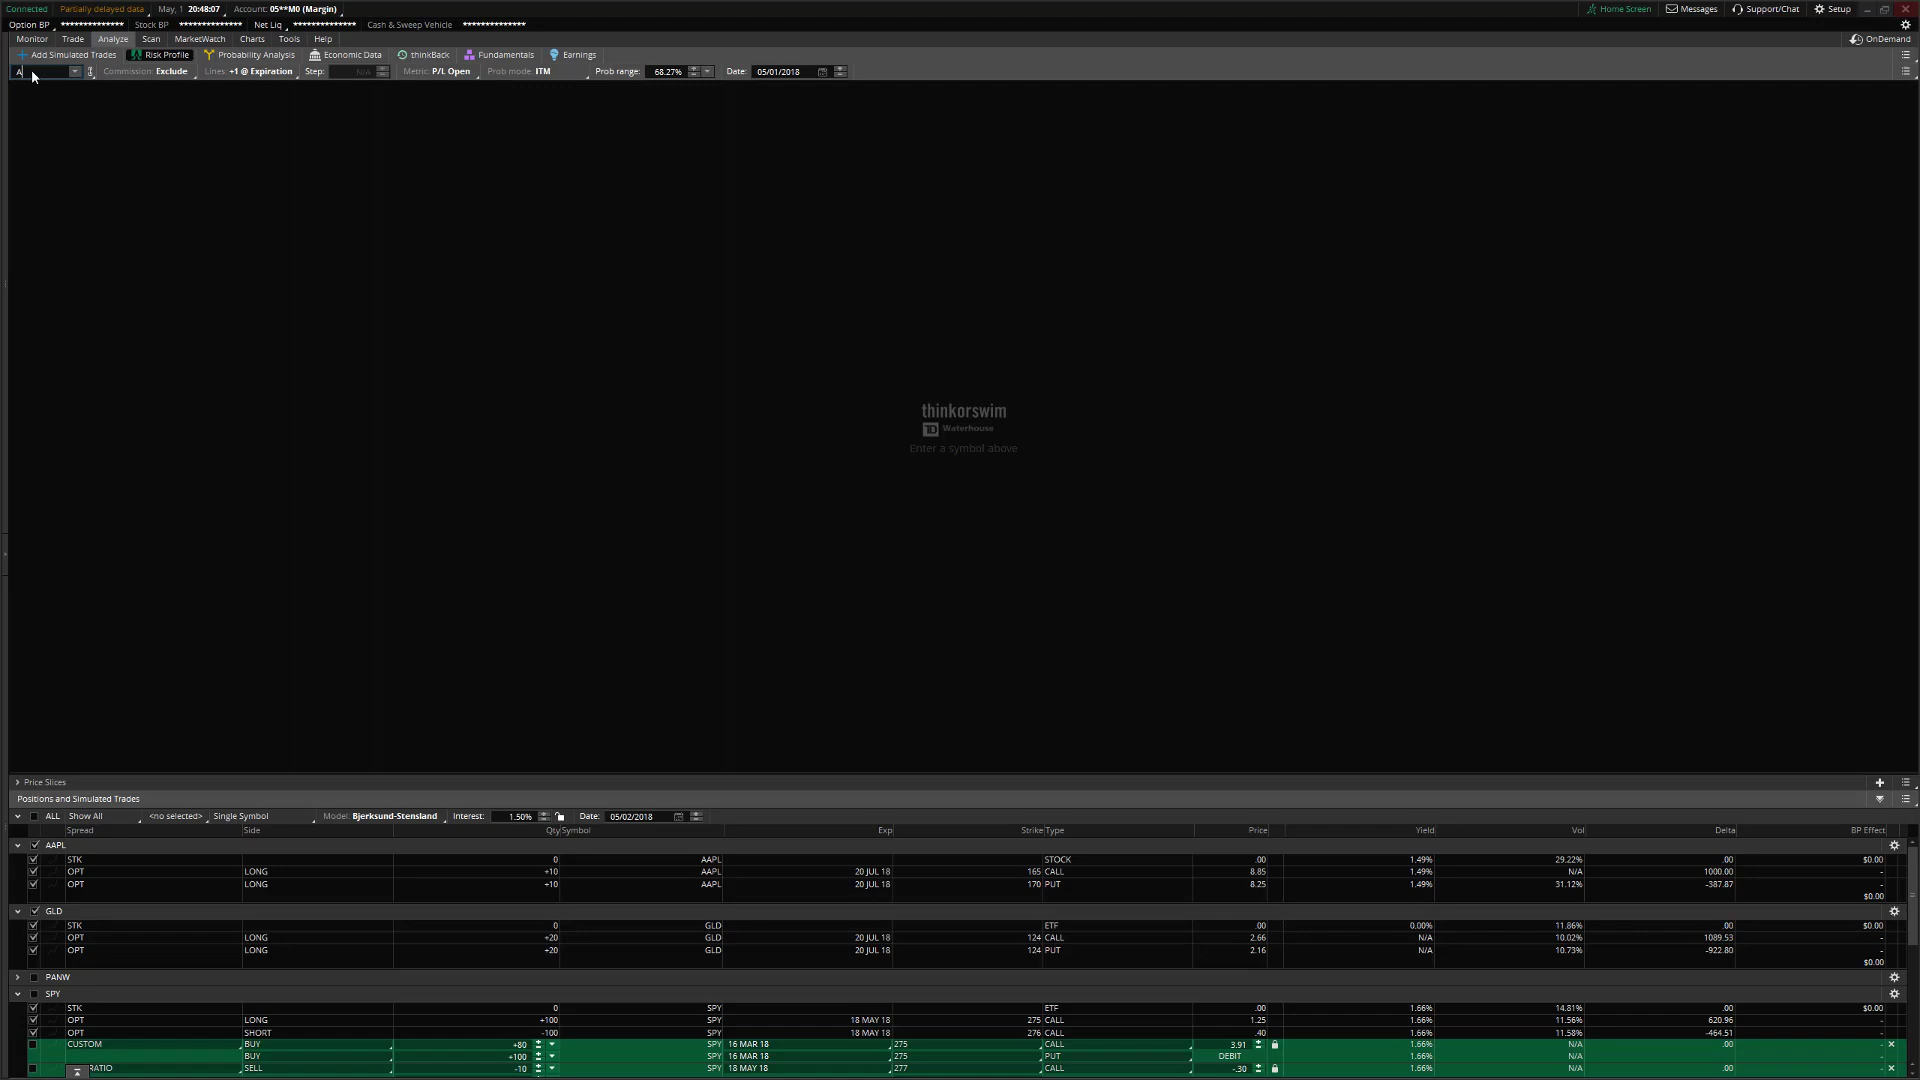 Connected Partially delayed data May, 1 20:48:07 Account: 05**M0 (Margin) Home Screen Messages Support/Chat Setup
Option BP ************** Stock BP ************** Net Liq ************** Cash & Sweep Vehicle **************
Monitor Trade Analyze Scan MarketWatch Charts Tools Help OnDemand
Add Simulated Trades Risk Profile Probability Analysis Economic Data thinkBack Fundamentals Earnings
A Commission: Exclude Lines: +1 @ Expiration Step: N/A Metric: P/L Open Prob mode: ITM Prob range: 68.27% Date: 05/01/2018
thinkorswim
TD Waterhouse
Enter a symbol above
Price Slices
Positions and Simulated Trades
ALL Show All <no selected> Single Symbol Model: Bjerksund-Stensland Interest: 1.50% Date: 05/02/2018
Spread Side Qty Symbol Exp Strike Type Price Yield Vol Delta BP Effect
AAPL
STK 0 AAPL STOCK .00 1.49% 29.22% .00 $0.00
OPT LONG +10 AAPL 20 JUL 18 165 CALL 8.85 1.49% N/A 1000.00 -
OPT LONG +10 AAPL 20 JUL 18 170 PUT 8.25 1.49% 31.12% -387.87 -
$0.00
GLD
STK 0 GLD ETF .00 0.00% 11.86% .00 $0.00
OPT LONG +20 GLD 20 JUL 18 124 CALL 2.66 N/A 10.02% 1089.53 -
OPT LONG +20 GLD 20 JUL 18 124 PUT 2.16 N/A 10.73% -922.80 -
$0.00
PANW
SPY
STK 0 SPY ETF .00 1.66% 14.81% .00 $0.00
OPT LONG +100 SPY 18 MAY 18 275 CALL 1.25 1.66% 11.56% 620.96 -
OPT SHORT -100 SPY 18 MAY 18 276 CALL .40 1.66% 11.58% -464.51 -
CUSTOM BUY +80 SPY 16 MAR 18 275 CALL 3.91 1.66% N/A .00 -
BUY +100 SPY 16 MAR 18 275 PUT DEBIT 1.66% N/A
RATIO SELL -10 SPY 18 MAY 18 277 CALL -.30 1.66% N/A .00 -